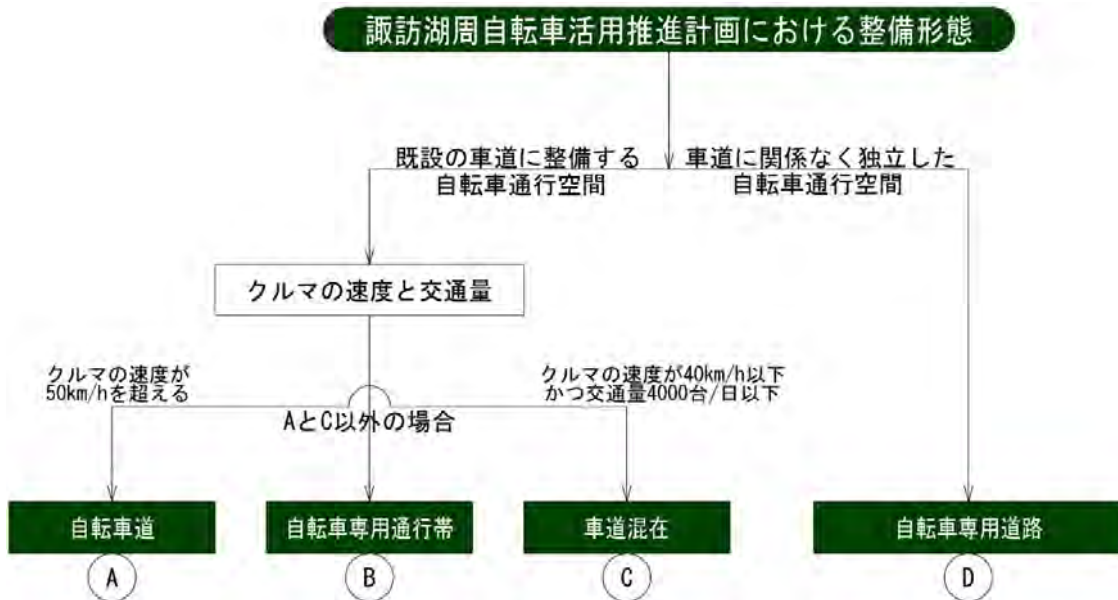 諏訪湖周自転車活用推進計画における整備形態
既設の車道に整備する
自転車通行空間
車道に関係なく独立した
自転車通行空間
クルマの速度と交通量
クルマの速度が
50km/hを超える
AとC以外の場合
クルマの速度が40km/h以下
かつ交通量4000台/日以下
自転車道
自転車専用通行帯
車道混在
自転車専用道路
A
B
C
D